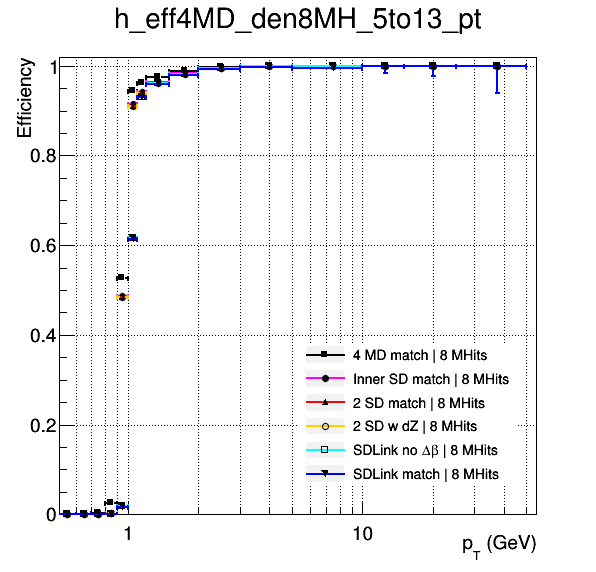 h_eff4MD_den8MH_5to13_pt
Efficiency
1
0.8
0.6
0.4
0.2
0
4 MD match | 8 MHits
Inner SD match | 8 MHits
2 SD match | 8 MHits
2 SD w dZ | 8 MHits
SDLink no Δβ | 8 MHits
SDLink match | 8 MHits
1
10
p_T (GeV)